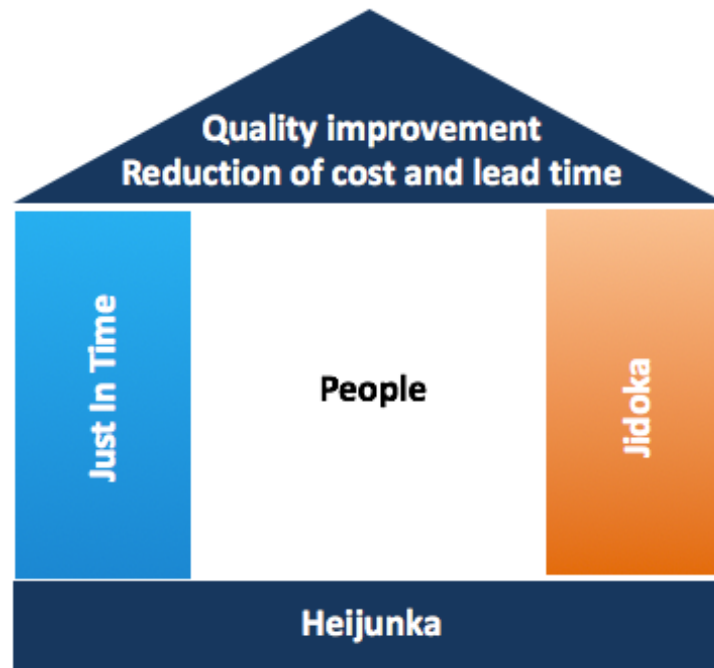 Quality improvement
Reduction of cost and lead time
Just In Time
People
Jidoka
Heijunka